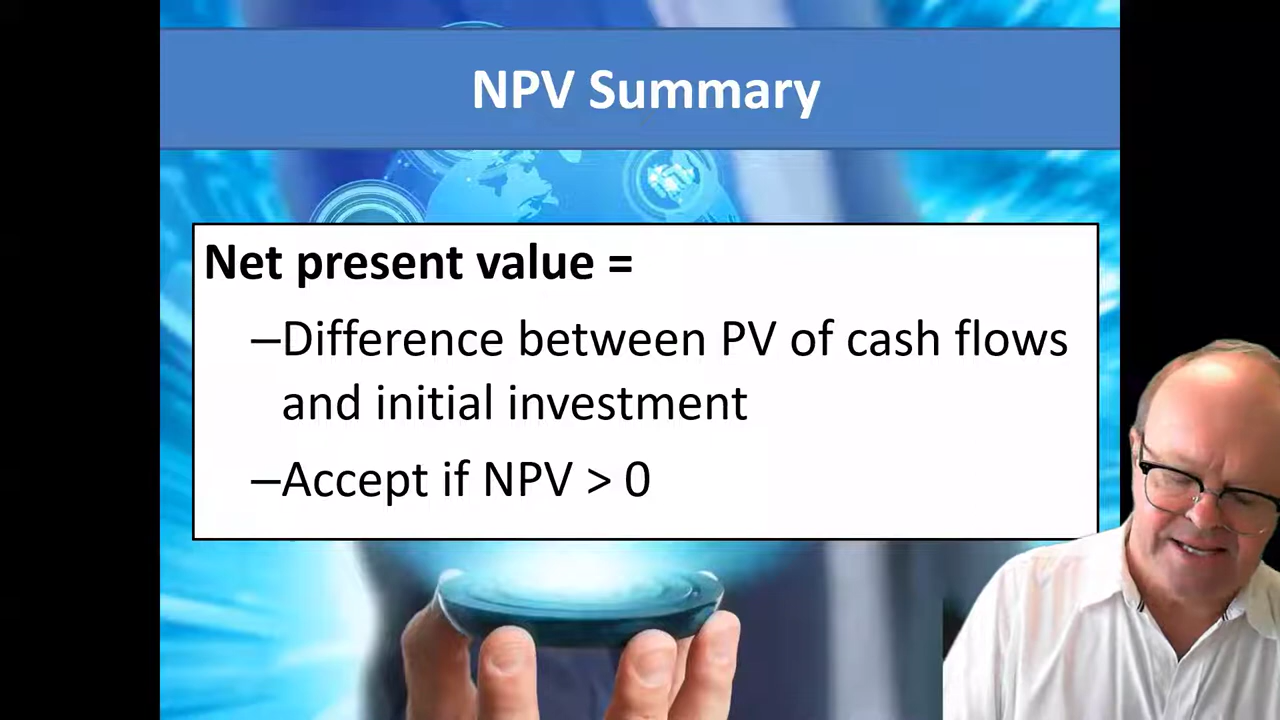 NPV Summary
Net present value =
–Difference between PV of cash flows
and initial investment
–Accept if NPV > 0